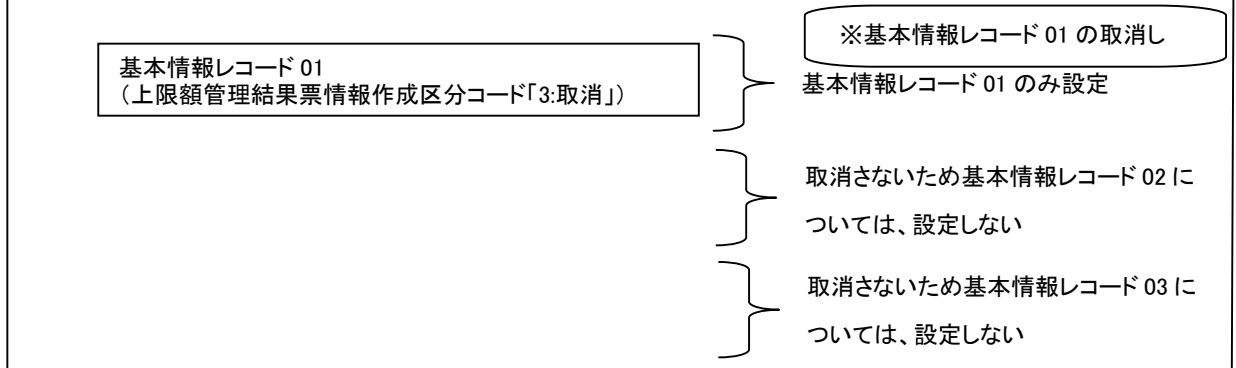 ※基本情報レコード 01 の取消し
基本情報レコード 01
（上限額管理結果票情報作成区分コード「3:取消」）
基本情報レコード 01 のみ設定
取消さないため基本情報レコード 02 に
ついては、設定しない
取消さないため基本情報レコード 03 に
ついては、設定しない